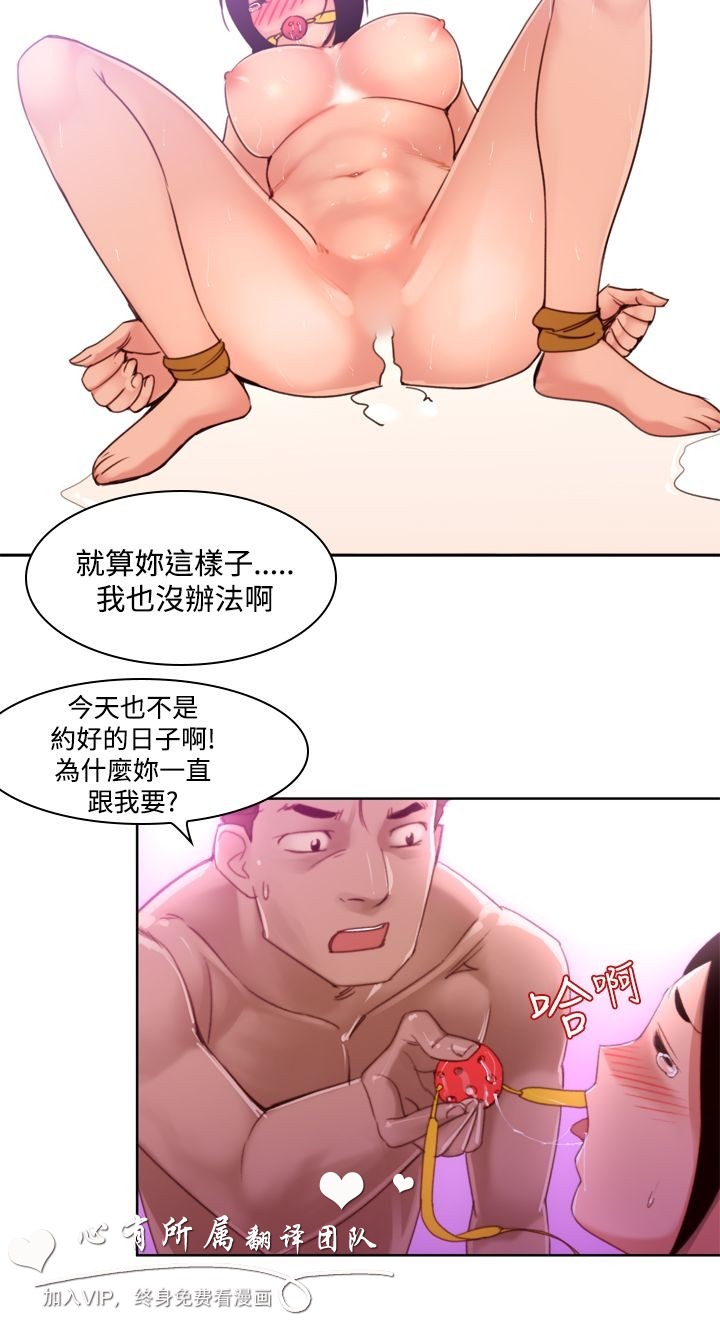 就算妳這樣子.....
我也沒辦法啊
今天也不是
約好的日子啊!
為什麼妳一直
跟我要?
哈啊
心有所属翻译团队
加入VIP，终身免费看漫画